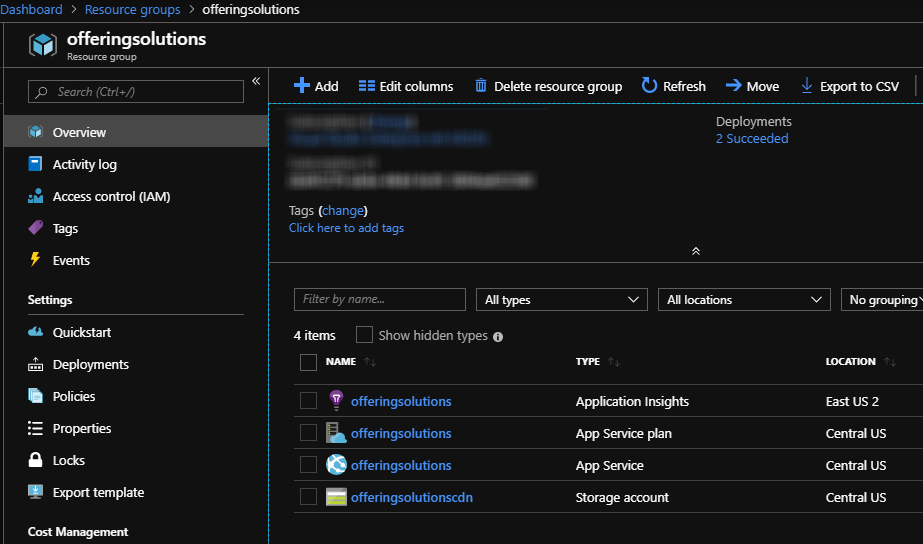 Dashboard > Resource groups > offeringsolutions
offeringsolutions
Resource group
Search (Ctrl+/)
«
Add
Edit columns
Delete resource group
Refresh
Move
Export to CSV
Overview
Activity log
Access control (IAM)
Tags
Events
Settings
Quickstart
Deployments
Policies
Properties
Locks
Export template
Cost Management
Deployments
2 Succeeded
Tags (change)
Click here to add tags
Filter by name...
All types
All locations
No grouping
4 items
Show hidden types
NAME TYPE LOCATION
offeringsolutions Application Insights East US 2
offeringsolutions App Service plan Central US
offeringsolutions App Service Central US
offeringsolutionscdn Storage account Central US